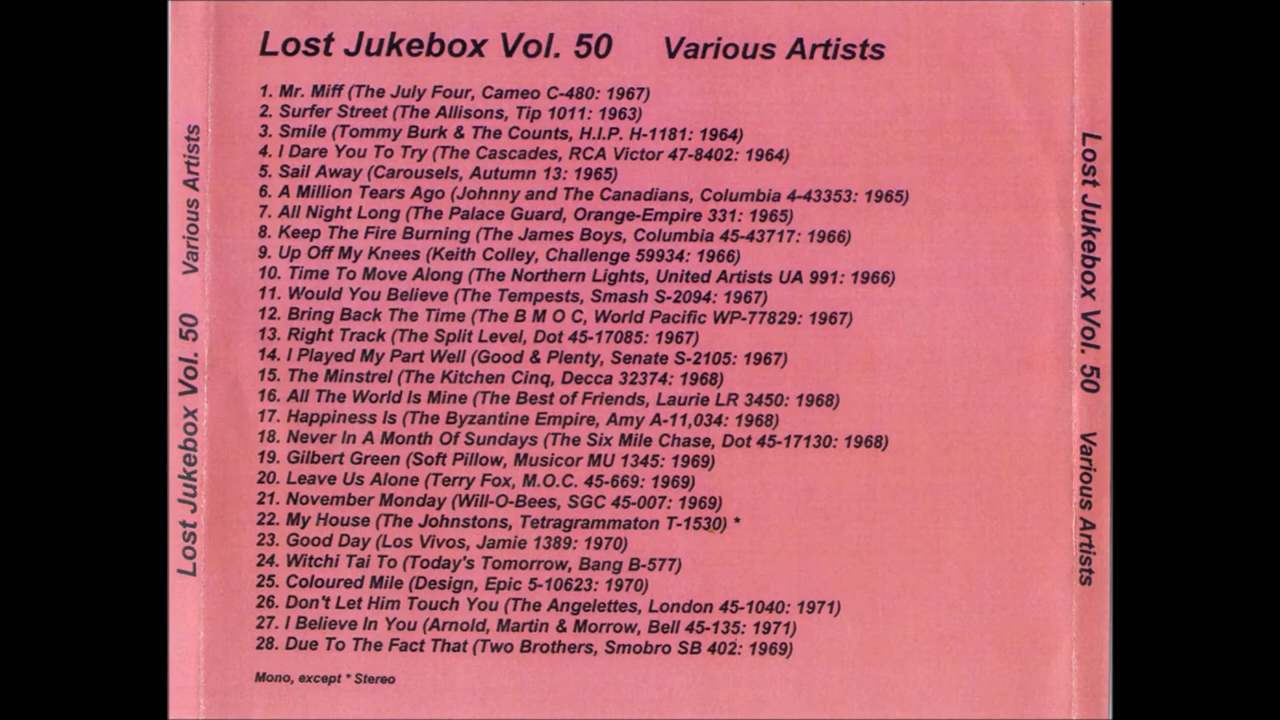 Lost Jukebox Vol. 50 Various Artists
1. Mr. Miff (The July Four, Cameo C-480: 1967)
2. Surfer Street (The Allisons, Tip 1011: 1963)
3. Smile (Tommy Burk & The Counts, H.I.P. H-1181: 1964)
4. I Dare You To Try (The Cascades, RCA Victor 47-8402: 1964)
5. Sail Away (Carousels, Autumn 13: 1965)
6. A Million Tears Ago (Johnny and The Canadians, Columbia 4-43353: 1965)
7. All Night Long (The Palace Guard, Orange-Empire 331: 1965)
8. Keep The Fire Burning (The James Boys, Columbia 45-43717: 1966)
9. Up Off My Knees (Keith Colley, Challenge 59934: 1966)
10. Time To Move Along (The Northern Lights, United Artists UA 991: 1966)
11. Would You Believe (The Tempests, Smash S-2094: 1967)
12. Bring Back The Time (The B M O C, World Pacific WP-77829: 1967)
13. Right Track (The Split Level, Dot 45-17085: 1967)
14. I Played My Part Well (Good & Plenty, Senate S-2105: 1967)
15. The Minstrel (The Kitchen Cinq, Decca 32374: 1968)
16. All The World Is Mine (The Best of Friends, Laurie LR 3450: 1968)
17. Happiness Is (The Byzantine Empire, Amy A-11,034: 1968)
18. Never In A Month Of Sundays (The Six Mile Chase, Dot 45-17130: 1968)
19. Gilbert Green (Soft Pillow, Musicor MU 1345: 1969)
20. Leave Us Alone (Terry Fox, M.O.C. 45-669: 1969)
21. November Monday (Will-O-Bees, SGC 45-007: 1969)
22. My House (The Johnstons, Tetragrammaton T-1530) *
23. Good Day (Los Vivos, Jamie 1389: 1970)
24. Witchi Tai To (Today's Tomorrow, Bang B-577)
25. Coloured Mile (Design, Epic 5-10623: 1970)
26. Don't Let Him Touch You (The Angelettes, London 45-1040: 1971)
27. I Believe In You (Arnold, Martin & Morrow, Bell 45-135: 1971)
28. Due To The Fact That (Two Brothers, Smobro SB 402: 1969)
Mono, except * Stereo
Lost Jukebox Vol. 50 Various Artists
Lost Jukebox Vol. 50 Various Artists